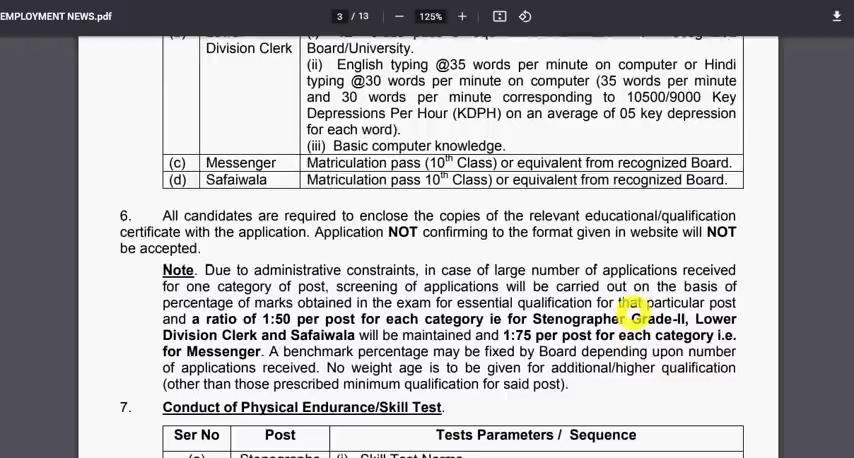 EMPLOYMENT NEWS.pdf
3 / 13 − 125% +
Division Clerk Board/University.
(ii) English typing @35 words per minute on computer or Hindi
typing @30 words per minute on computer (35 words per minute
and 30 words per minute corresponding to 10500/9000 Key
Depressions Per Hour (KDPH) on an average of 05 key depression
for each word).
(iii) Basic computer knowledge.
(c) Messenger Matriculation pass (10th Class) or equivalent from recognized Board.
(d) Safaiwala Matriculation pass 10th Class) or equivalent from recognized Board.
6. All candidates are required to enclose the copies of the relevant educational/qualification
certificate with the application. Application NOT confirming to the format given in website will NOT
be accepted.
Note. Due to administrative constraints, in case of large number of applications received
for one category of post, screening of applications will be carried out on the basis of
percentage of marks obtained in the exam for essential qualification for that particular post
and a ratio of 1:50 per post for each category ie for Stenographer Grade-II, Lower
Division Clerk and Safaiwala will be maintained and 1:75 per post for each category i.e.
for Messenger. A benchmark percentage may be fixed by Board depending upon number
of applications received. No weight age is to be given for additional/higher qualification
(other than those prescribed minimum qualification for said post).
7. Conduct of Physical Endurance/Skill Test.
Ser No Post Tests Parameters / Sequence